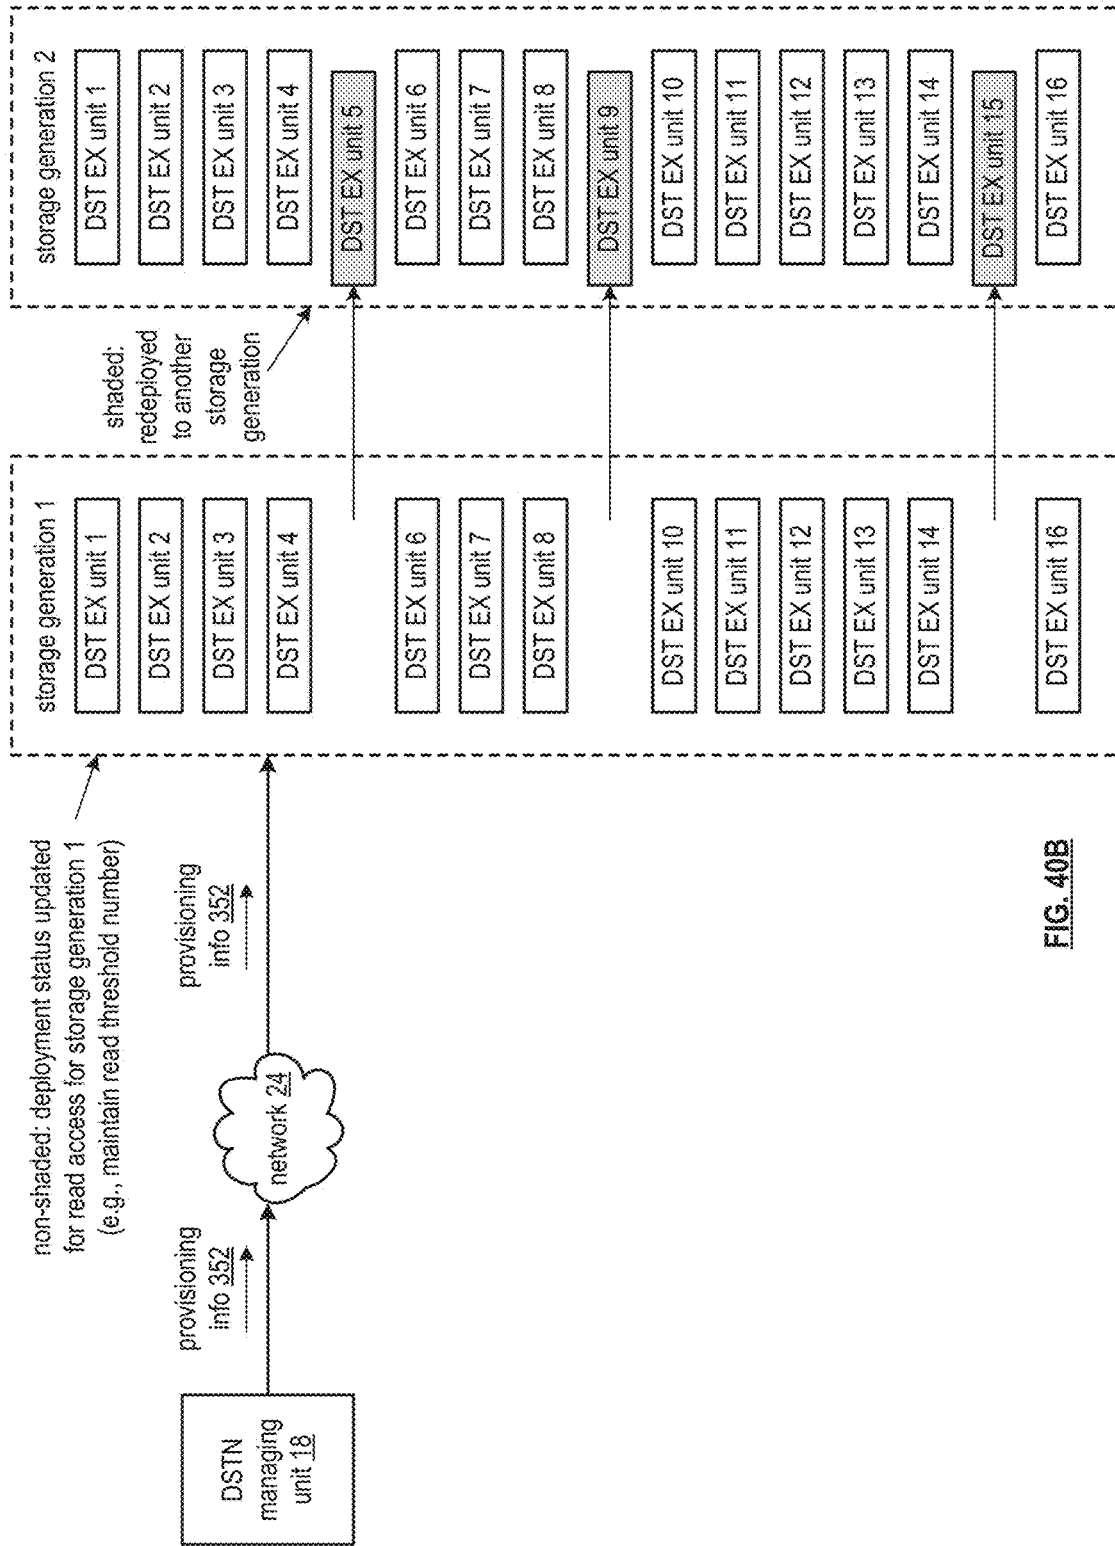 non-shaded: deployment status updated
for read access for storage generation 1
(e.g., maintain read threshold number)
DSTN
managing
unit 18
provisioning
info 352
network 24
provisioning
info 352
storage generation 1
DST EX unit 1
DST EX unit 2
DST EX unit 3
DST EX unit 4
DST EX unit 6
DST EX unit 7
DST EX unit 8
DST EX unit 10
DST EX unit 11
DST EX unit 12
DST EX unit 13
DST EX unit 14
DST EX unit 16
shaded:
redeployed
to another
storage
generation
storage generation 2
DST EX unit 1
DST EX unit 2
DST EX unit 3
DST EX unit 4
DST EX unit 5
DST EX unit 6
DST EX unit 7
DST EX unit 8
DST EX unit 9
DST EX unit 10
DST EX unit 11
DST EX unit 12
DST EX unit 13
DST EX unit 14
DST EX unit 15
DST EX unit 16
FIG. 40B